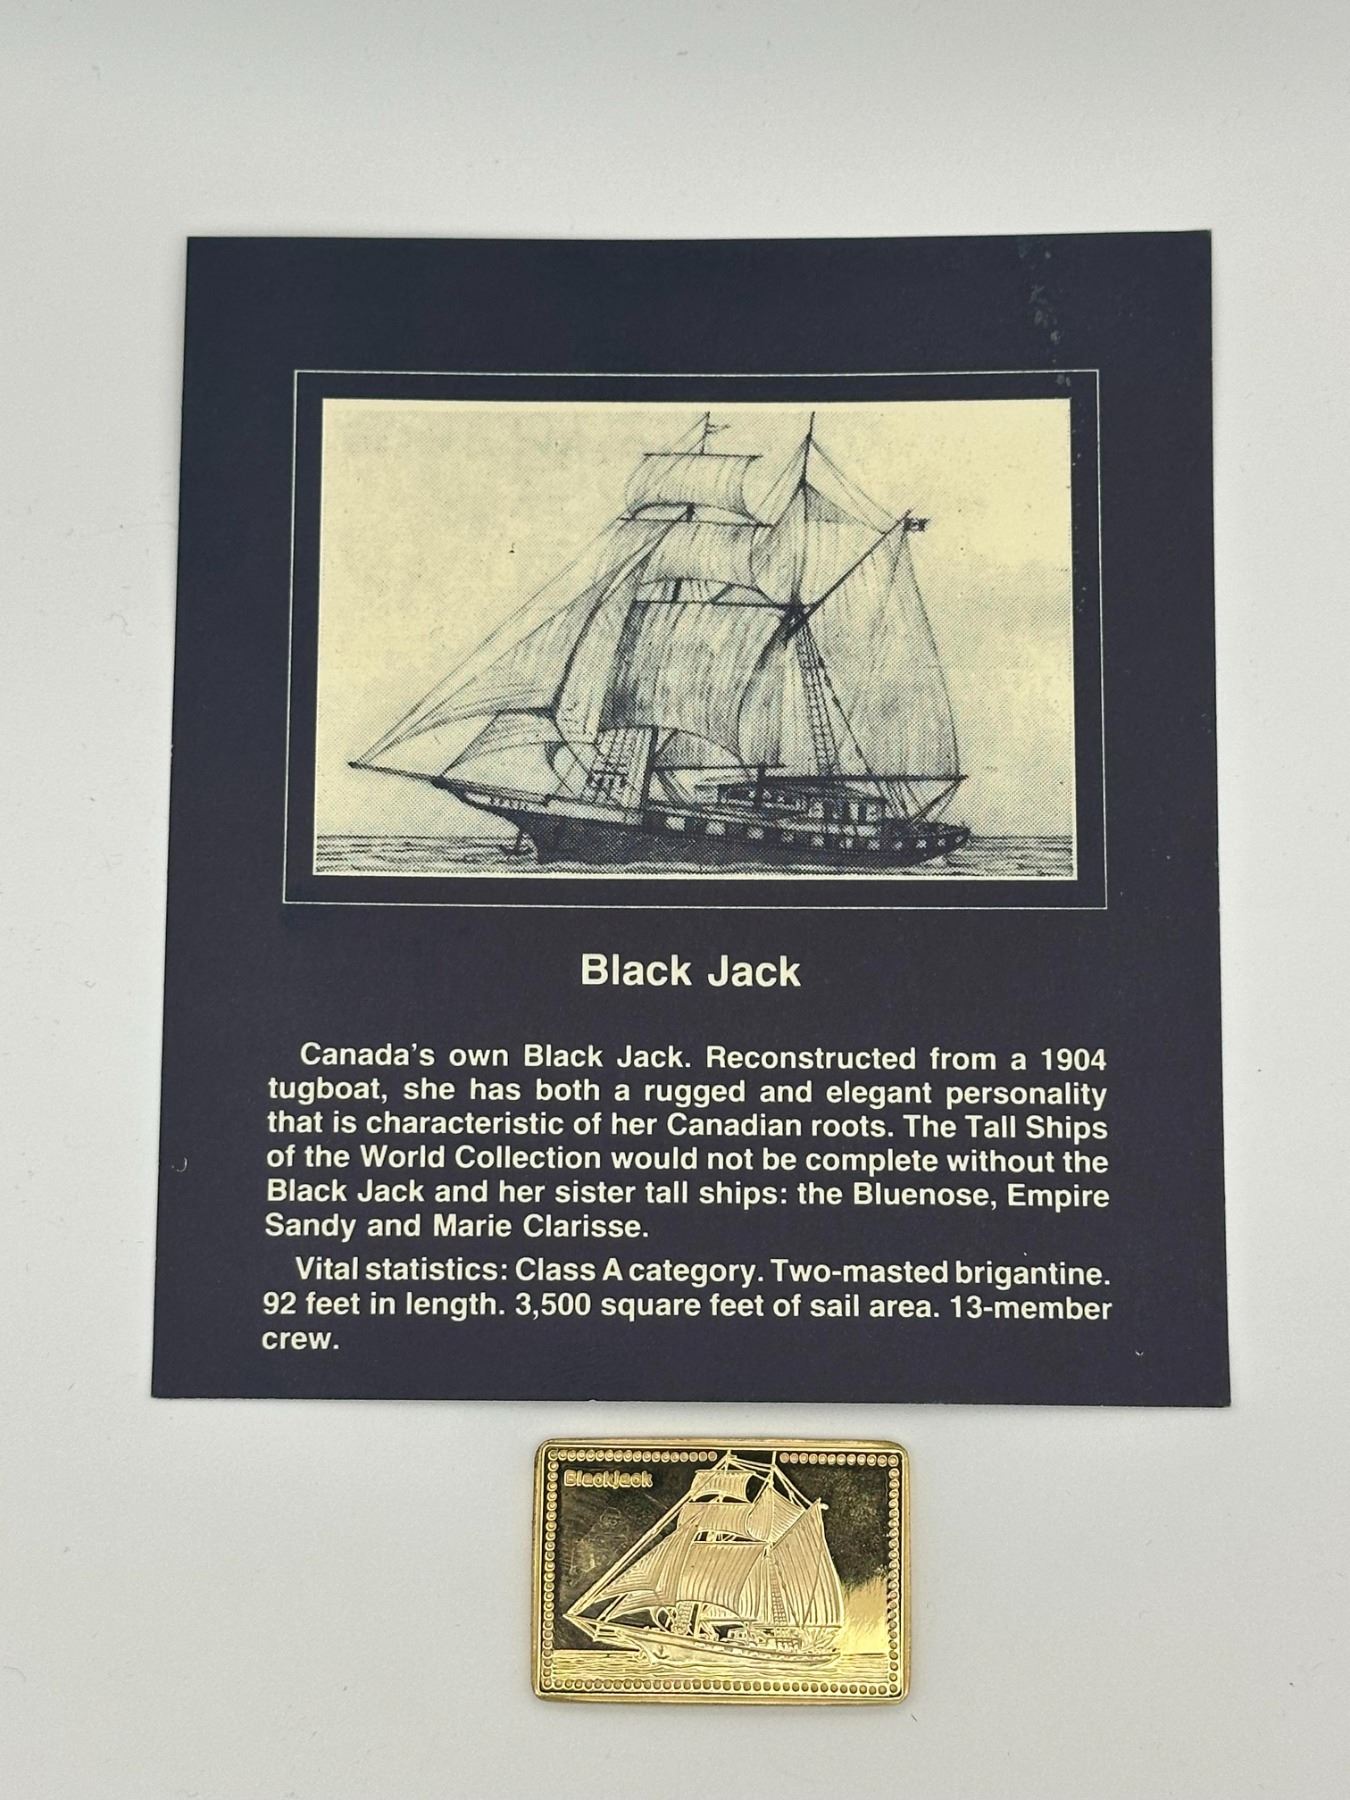 Black Jack
Canada's own Black Jack. Reconstructed from a 1904
tugboat, she has both a rugged and elegant personality
that is characteristic of her Canadian roots. The Tall Ships
of the World Collection would not be complete without the
Black Jack and her sister tall ships: the Bluenose, Empire
Sandy and Marie Clarisse.
Vital statistics: Class A category. Two-masted brigantine.
92 feet in length. 3,500 square feet of sail area. 13-member
crew.
BlackJack